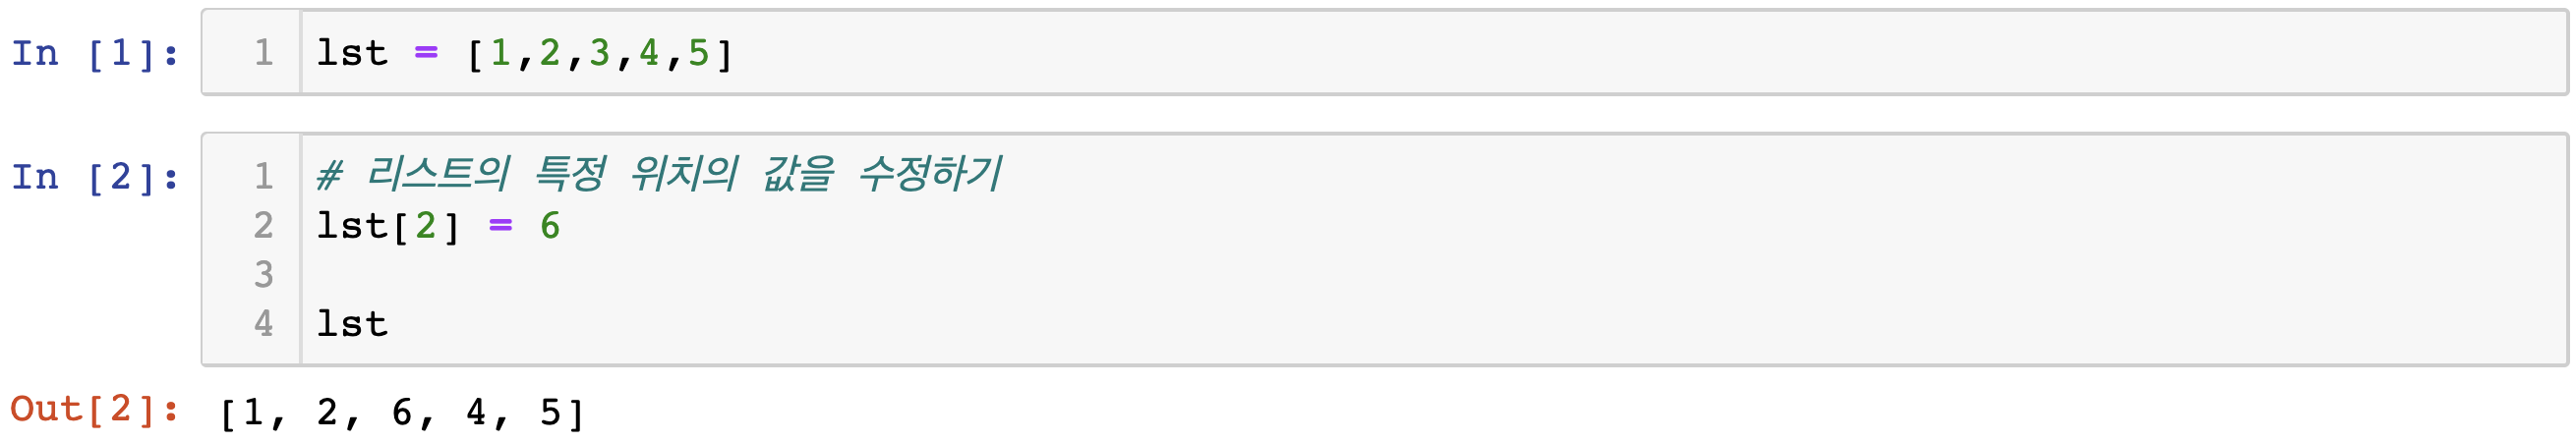 In [1]: 1 lst = [1,2,3,4,5]
In [2]: 1 # 리스트의 특정 위치의 값을 수정하기
2 lst[2] = 6
3
4 lst
Out[2]: [1, 2, 6, 4, 5]